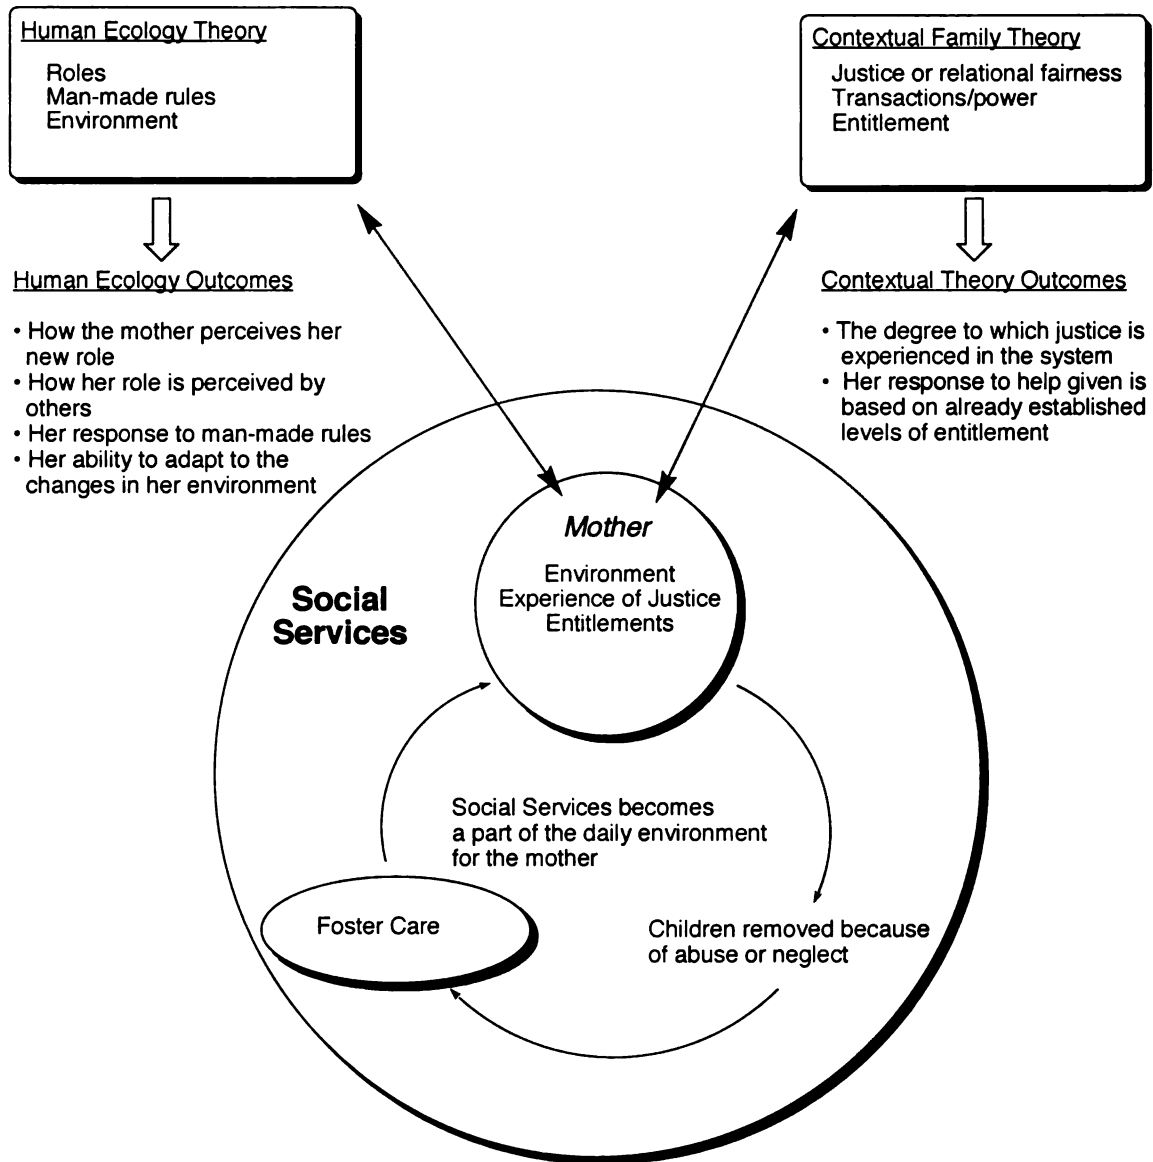 Human Ecology Theory
Roles
Man-made rules
Environment
Contextual Family Theory
Justice or relational fairness
Transactions/power
Entitlement
Human Ecology Outcomes
• How the mother perceives her
new role
• How her role is perceived by
others
• Her response to man-made rules
• Her ability to adapt to the
changes in her environment
Contextual Theory Outcomes
• The degree to which justice is
experienced in the system
• Her response to help given is
based on already established
levels of entitlement
Mother
Environment
Experience of Justice
Entitlements
Social
Services
Social Services becomes
a part of the daily environment
for the mother
Foster Care
Children removed because
of abuse or neglect